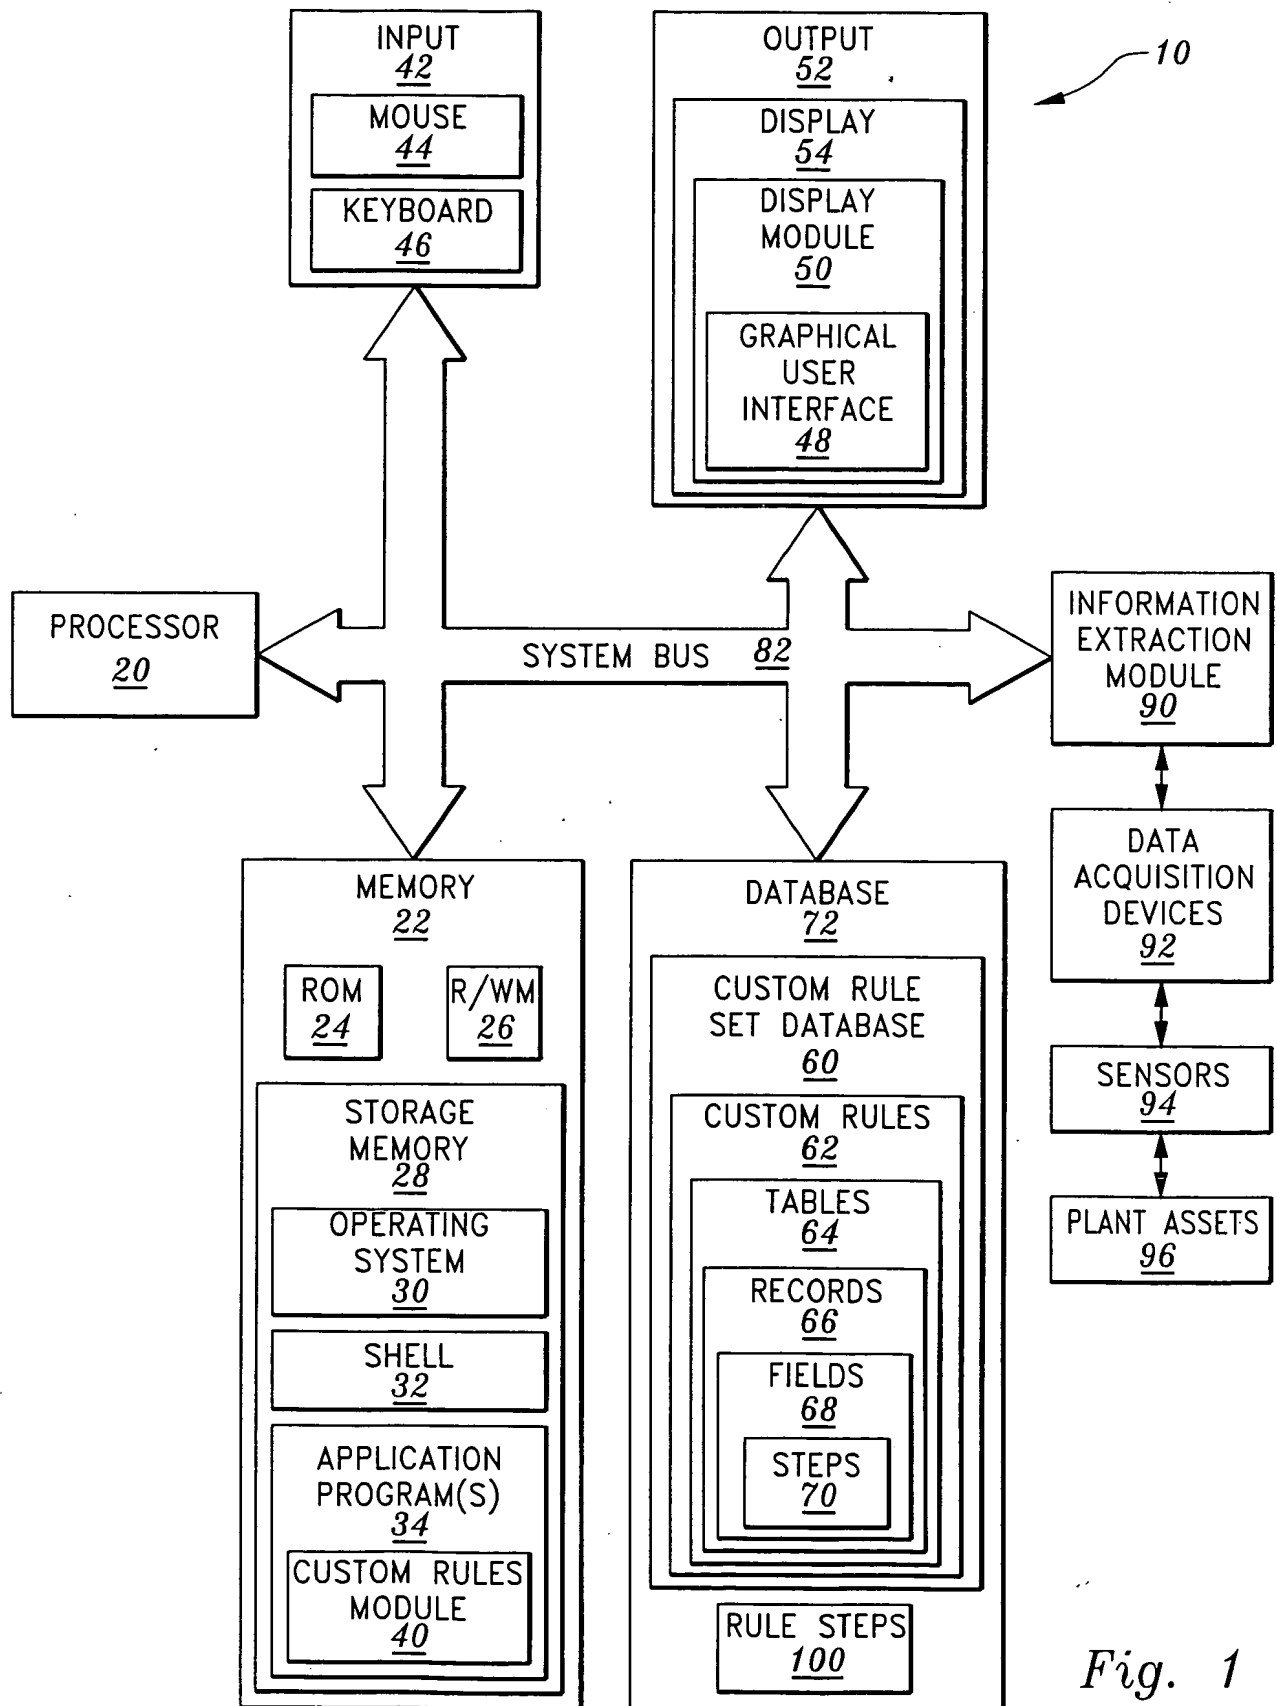 INPUT
42
MOUSE
44
KEYBOARD
46
OUTPUT
52
DISPLAY
54
DISPLAY
MODULE
50
GRAPHICAL
USER
INTERFACE
48
10
PROCESSOR
20
SYSTEM BUS 82
INFORMATION
EXTRACTION
MODULE
90
DATA
ACQUISITION
DEVICES
92
SENSORS
94
PLANT ASSETS
96
MEMORY
22
ROM
24
R/WM
26
STORAGE
MEMORY
28
OPERATING
SYSTEM
30
SHELL
32
APPLICATION
PROGRAM(S)
34
CUSTOM RULES
MODULE
40
DATABASE
72
CUSTOM RULE
SET DATABASE
60
CUSTOM RULES
62
TABLES
64
RECORDS
66
FIELDS
68
STEPS
70
RULE STEPS
100
Fig. 1